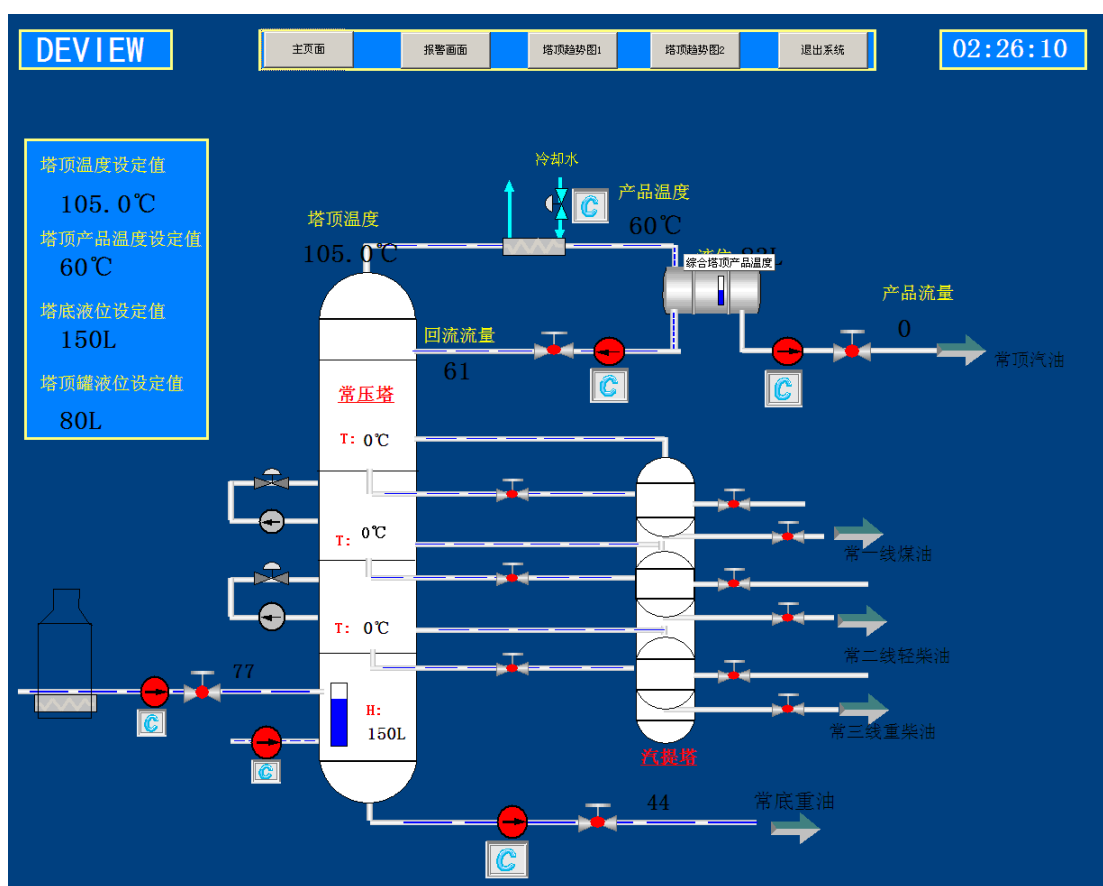 DEVIEW
主页面
报警画面
塔顶趋势图1
塔顶趋势图2
退出系统
02:26:10
塔顶温度设定值
105.0℃
塔顶产品温度设定值
60℃
塔底液位设定值
150L
塔顶罐液位设定值
80L
冷却水
C
产品温度
60℃
塔顶温度
105.0℃
综合塔顶产品温度
产品流量
0
常顶汽油
回流流量
61
C
C
常压塔
T: 0℃
T: 0℃
常一线煤油
T: 0℃
常二线轻柴油
77
H:
150L
C
常三线重柴油
汽提塔
C
44
常底重油
C